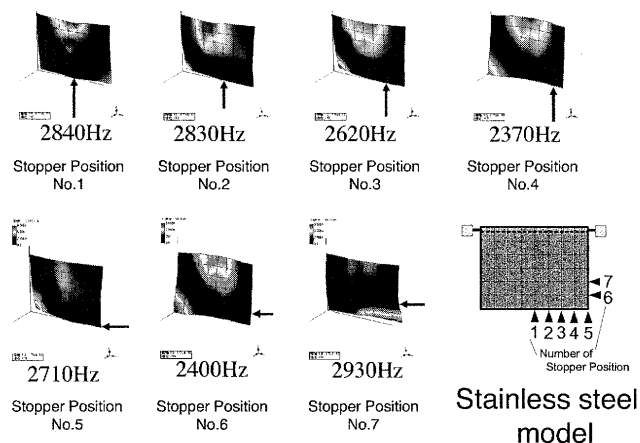 2840Hz
2830Hz
2620Hz
2370Hz
Stopper Position
No.1
Stopper Position
No.2
Stopper Position
No.3
Stopper Position
No.4
2710Hz
2400Hz
2930Hz
Stopper Position
No.5
Stopper Position
No.6
Stopper Position
No.7
7
6
1 2 3 4 5
Number of
Stopper Position
Stainless steel
model